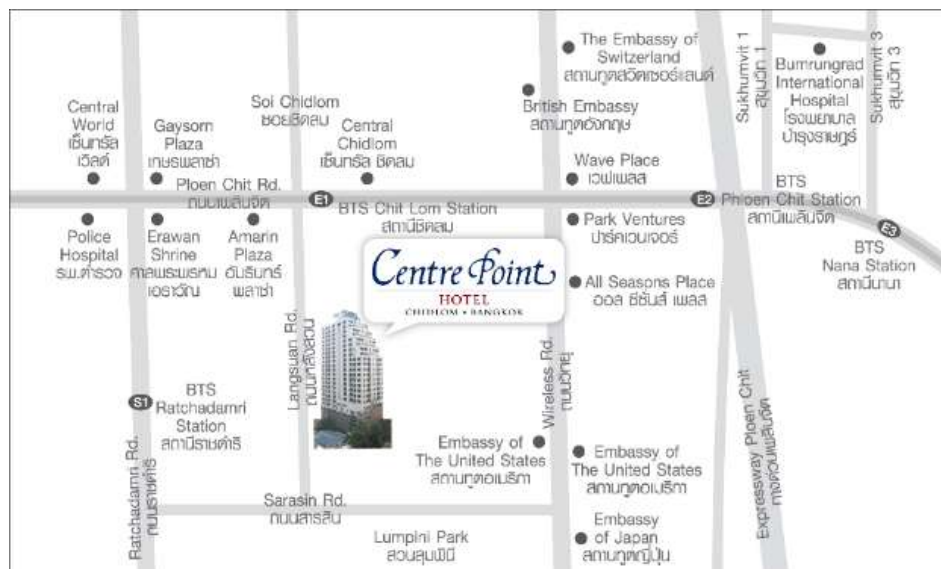 The Embassy of
Switzerland
สถานทูตสวิตเซอร์แลนด์
British Embassy
สถานทูตอังกฤษ
Sukhumvit 1
สุขุมวิท 1
Bumrungrad
International
Hospital
โรงพยาบาล
บำรุงราษฎร์
Sukhumvit 3
สุขุมวิท 3
Central
World
เซ็นทรัล
เวิลด์
Gaysorn
Plaza
เกษรพลาซ่า
Soi Chidlom
ซอยชิดลม
Central
Chidlom
เซ็นทรัล ชิดลม
Wave Place
เวฟเพลส
Ploen Chit Rd.
ถนนเพลินจิต
E1
BTS Chit Lom Station
สถานีชิดลม
E2
BTS
Phloen Chit Station
สถานีเพลินจิต
E3
BTS
Nana Station
สถานีนานา
Police
Hospital
รพ.ตำรวจ
Erawan
Shrine
ศาลพระพรหม
เอราวัณ
Amarin
Plaza
อัมรินทร์
พลาซ่า
Park Ventures
ปาร์คเวนเจอร์
Centre Point
HOTEL
CHIDLOM • BANGKOK
All Seasons Place
ออล ซีซั่นส์ เพลส
Langsuan Rd.
ถนนหลังสวน
Wireless Rd.
ถนนวิทยุ
S1
BTS
Ratchadamri
Station
สถานีราชดำริ
Ratchadamri Rd.
ถนนราชดำริ
Embassy of
The United States
สถานทูตอเมริกา
Embassy of
The United States
สถานทูตอเมริกา
Expressway Ploen Chit
ทางด่วนเพลินจิต
Sarasin Rd.
ถนนสารสิน
Lumpini Park
สวนลุมพินี
Embassy
of Japan
สถานทูตญี่ปุ่น